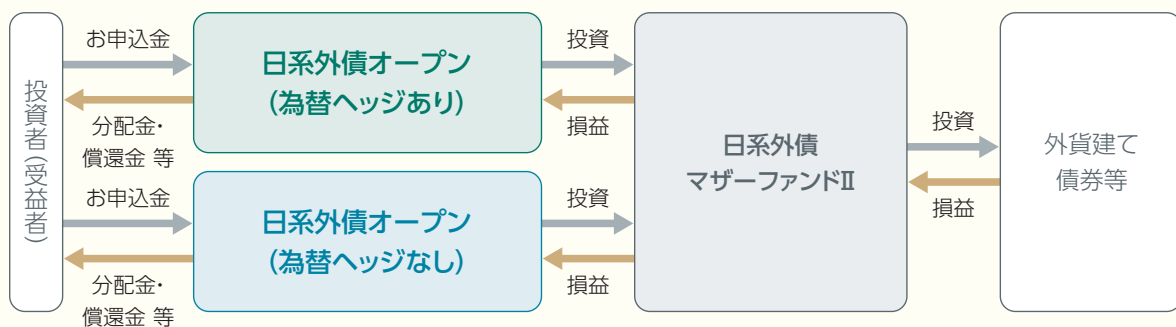 投資者(受益者)
お申込金
分配金・
償還金 等
日系外債オープン
(為替ヘッジあり)
投資
損益
お申込金
分配金・
償還金 等
日系外債オープン
(為替ヘッジなし)
投資
損益
日系外債
マザーファンドⅡ
投資
損益
外貨建て
債券等